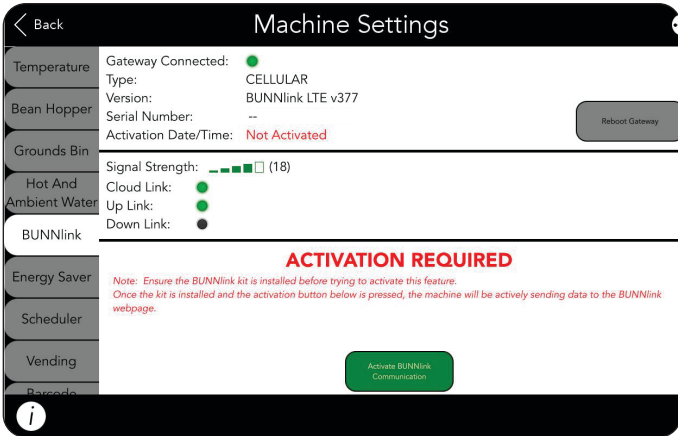 Back
Machine Settings
Temperature
Bean Hopper
Grounds Bin
Hot And
Ambient Water
BUNNlink
Energy Saver
Scheduler
Vending
Barcode
Gateway Connected:
Type: CELLULAR
Version: BUNNlink LTE v377
Serial Number: --
Activation Date/Time: Not Activated
Reboot Gateway
Signal Strength: (18)
Cloud Link:
Up Link:
Down Link:
ACTIVATION REQUIRED
Note: Ensure the BUNNlink kit is installed before trying to activate this feature.
Once the kit is installed and the activation button below is pressed, the machine will be actively sending data to the BUNNlink
webpage.
Activate BUNNlink
Communication
i